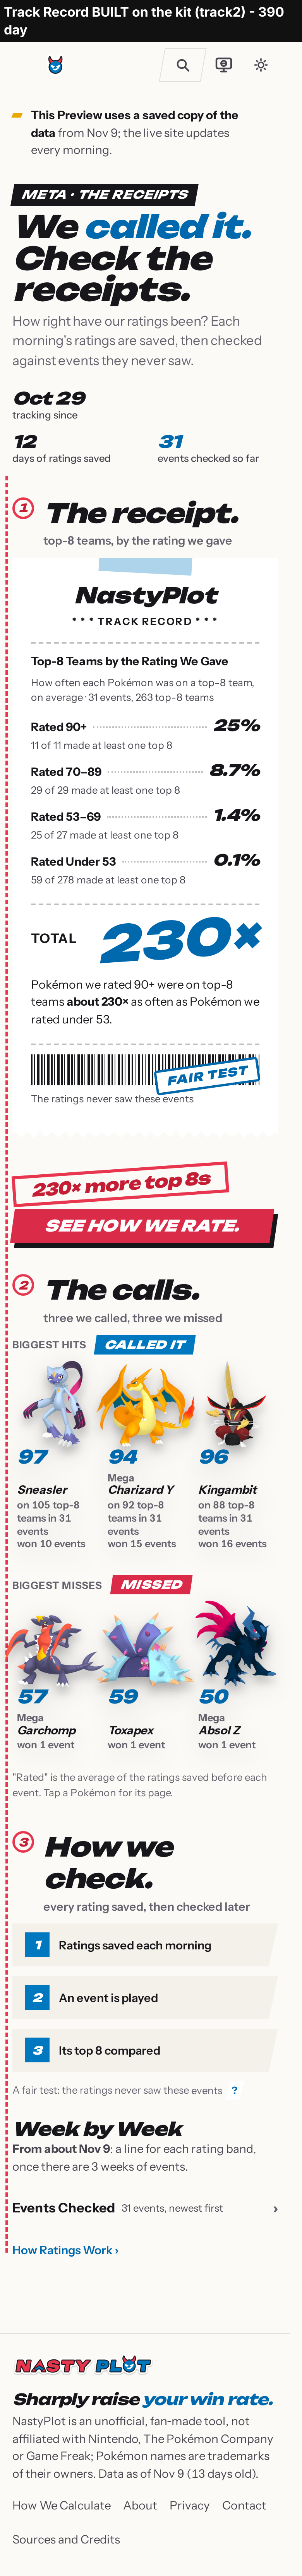 Track Record BUILT on the kit (track2) - 390
day
This Preview uses a saved copy of the
data from Nov 9; the live site updates
every morning.
META · THE RECEIPTS
We called it.
Check the
receipts.
How right have our ratings been? Each
morning's ratings are saved, then checked
against events they never saw.
Oct 29
tracking since
12
days of ratings saved
31
events checked so far
1 The receipt.
top-8 teams, by the rating we gave
NastyPlot
• • • TRACK RECORD • • •
Top-8 Teams by the Rating We Gave
How often each Pokémon was on a top-8 team,
on average · 31 events, 263 top-8 teams
Rated 90+ 25%
11 of 11 made at least one top 8
Rated 70–89 8.7%
29 of 29 made at least one top 8
Rated 53–69 1.4%
25 of 27 made at least one top 8
Rated Under 53 0.1%
59 of 278 made at least one top 8
TOTAL 230×
Pokémon we rated 90+ were on top-8
teams about 230× as often as Pokémon we
rated under 53.
FAIR TEST
The ratings never saw these events
230× more top 8s
SEE HOW WE RATE.
2 The calls.
three we called, three we missed
BIGGEST HITS CALLED IT
97
Sneasler
on 105 top-8
teams in 31
events
won 10 events
94
Mega
Charizard Y
on 92 top-8
teams in 31
events
won 15 events
96
Kingambit
on 88 top-8
teams in 31
events
won 16 events
BIGGEST MISSES MISSED
57
Mega
Garchomp
won 1 event
59
Toxapex
won 1 event
50
Mega
Absol Z
won 1 event
"Rated" is the average of the ratings saved before each
event. Tap a Pokémon for its page.
3 How we
check.
every rating saved, then checked later
1 Ratings saved each morning
2 An event is played
3 Its top 8 compared
A fair test: the ratings never saw these events ?
Week by Week
From about Nov 9: a line for each rating band,
once there are 3 weeks of events.
Events Checked 31 events, newest first ›
How Ratings Work ›
NASTY PLOT
Sharply raise your win rate.
NastyPlot is an unofficial, fan-made tool, not
affiliated with Nintendo, The Pokémon Company
or Game Freak; Pokémon names are trademarks
of their owners. Data as of Nov 9 (13 days old).
How We Calculate About Privacy Contact
Sources and Credits